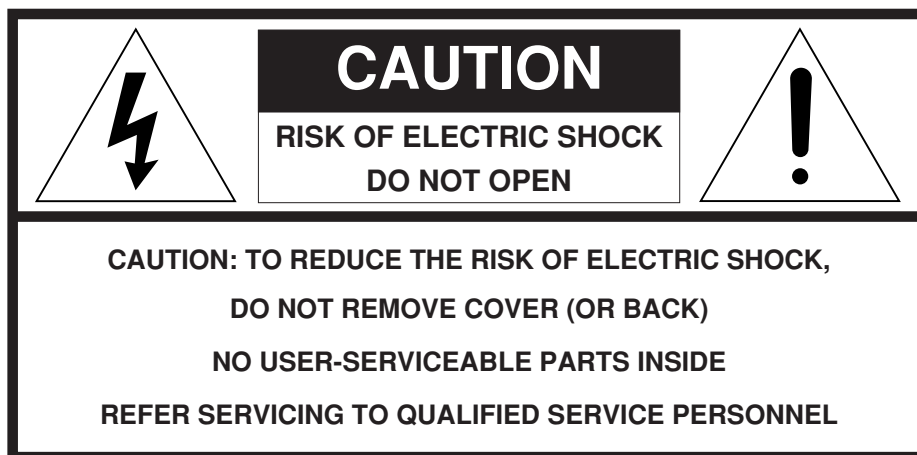 CAUTION
RISK OF ELECTRIC SHOCK
DO NOT OPEN
CAUTION: TO REDUCE THE RISK OF ELECTRIC SHOCK,
DO NOT REMOVE COVER (OR BACK)
NO USER-SERVICEABLE PARTS INSIDE
REFER SERVICING TO QUALIFIED SERVICE PERSONNEL